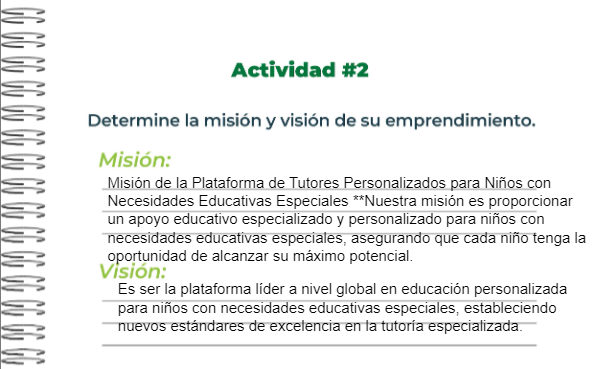 Actividad #2
Determine la misión y visión de su emprendimiento.
Misión:
Misión de la Plataforma de Tutores Personalizados para Niños con
Necesidades Educativas Especiales **Nuestra misión es proporcionar
un apoyo educativo especializado y personalizado para niños con
necesidades educativas especiales, asegurando que cada niño tenga la
oportunidad de alcanzar su máximo potencial.
Visión:
Es ser la plataforma líder a nivel global en educación personalizada
para niños con necesidades educativas especiales, estableciendo
nuevos estándares de excelencia en la tutoría especializada.